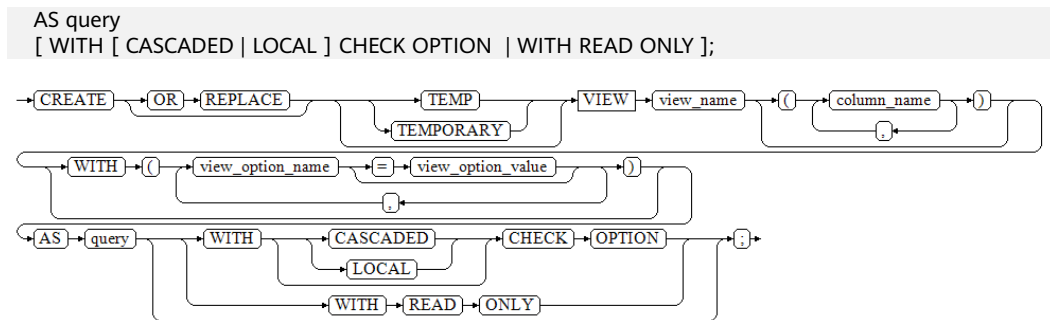 AS query
[ WITH [ CASCADED | LOCAL ] CHECK OPTION | WITH READ ONLY ];
CREATE OR REPLACE TEMP VIEW view_name ( column_name )
TEMPORARY ,
WITH ( view_option_name = view_option_value )
,
AS query WITH CASCADED CHECK OPTION ;
LOCAL
WITH READ ONLY